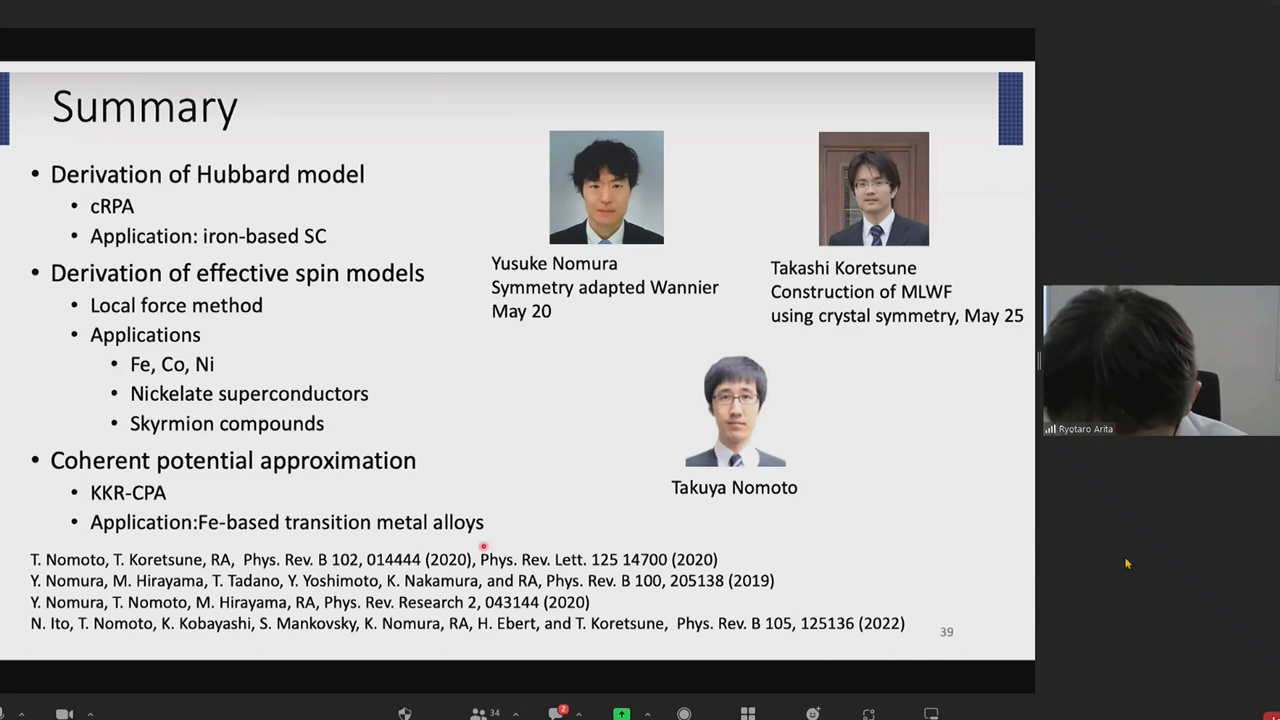 Summary
• Derivation of Hubbard model
• cRPA
• Application: iron-based SC
• Derivation of effective spin models
• Local force method
• Applications
• Fe, Co, Ni
• Nickelate superconductors
• Skyrmion compounds
• Coherent potential approximation
• KKR-CPA
• Application:Fe-based transition metal alloys
Yusuke Nomura
Symmetry adapted Wannier
May 20
Takashi Koretsune
Construction of MLWF
using crystal symmetry, May 25
Takuya Nomoto
T. Nomoto, T. Koretsune, RA, Phys. Rev. B 102, 014444 (2020), Phys. Rev. Lett. 125 14700 (2020)
Y. Nomura, M. Hirayama, T. Tadano, Y. Yoshimoto, K. Nakamura, and RA, Phys. Rev. B 100, 205138 (2019)
Y. Nomura, T. Nomoto, M. Hirayama, RA, Phys. Rev. Research 2, 043144 (2020)
N. Ito, T. Nomoto, K. Kobayashi, S. Mankovsky, K. Nomura, RA, H. Ebert, and T. Koretsune, Phys. Rev. B 105, 125136 (2022)
39
Ryotaro Arita
34
2